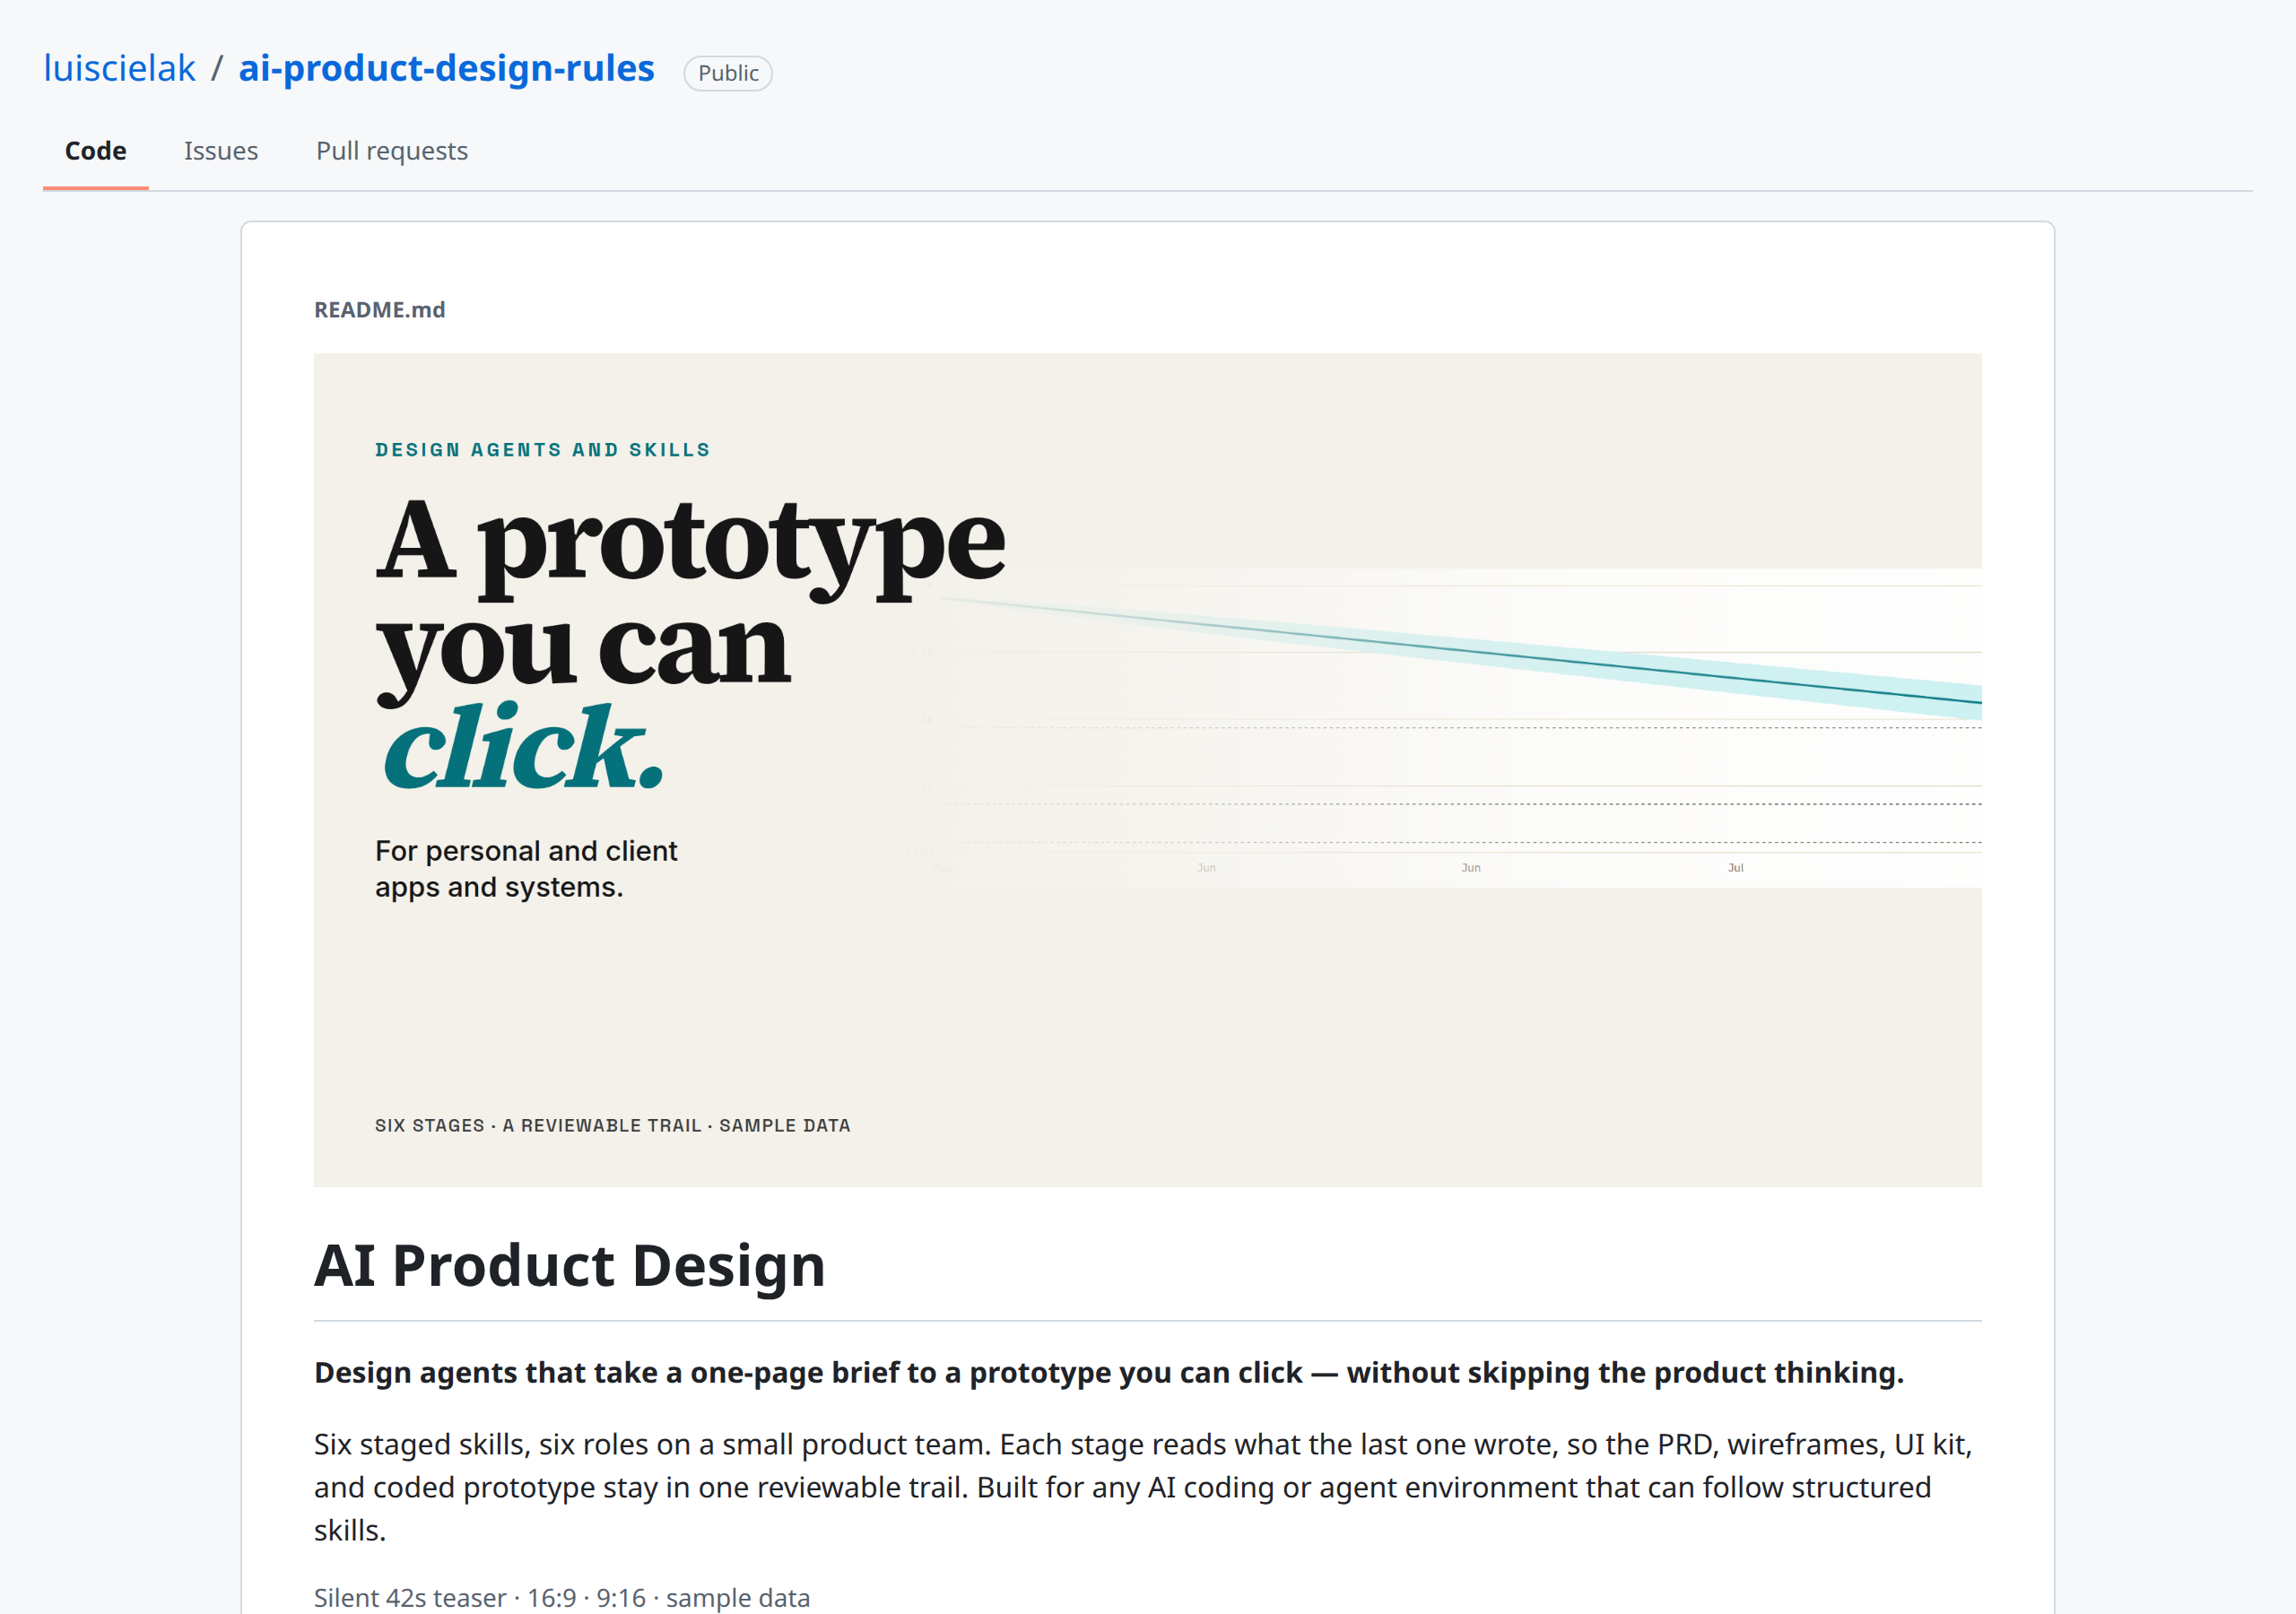 luiscielak / ai-product-design-rules Public
Code Issues Pull requests
README.md
DESIGN AGENTS AND SKILLS
A prototype
you can
click.
For personal and client
apps and systems.
May Jun Jun Jul
SIX STAGES · A REVIEWABLE TRAIL · SAMPLE DATA
AI Product Design
Design agents that take a one-page brief to a prototype you can click — without skipping the product thinking.
Six staged skills, six roles on a small product team. Each stage reads what the last one wrote, so the PRD, wireframes, UI kit,
and coded prototype stay in one reviewable trail. Built for any AI coding or agent environment that can follow structured
skills.
Silent 42s teaser · 16:9 · 9:16 · sample data